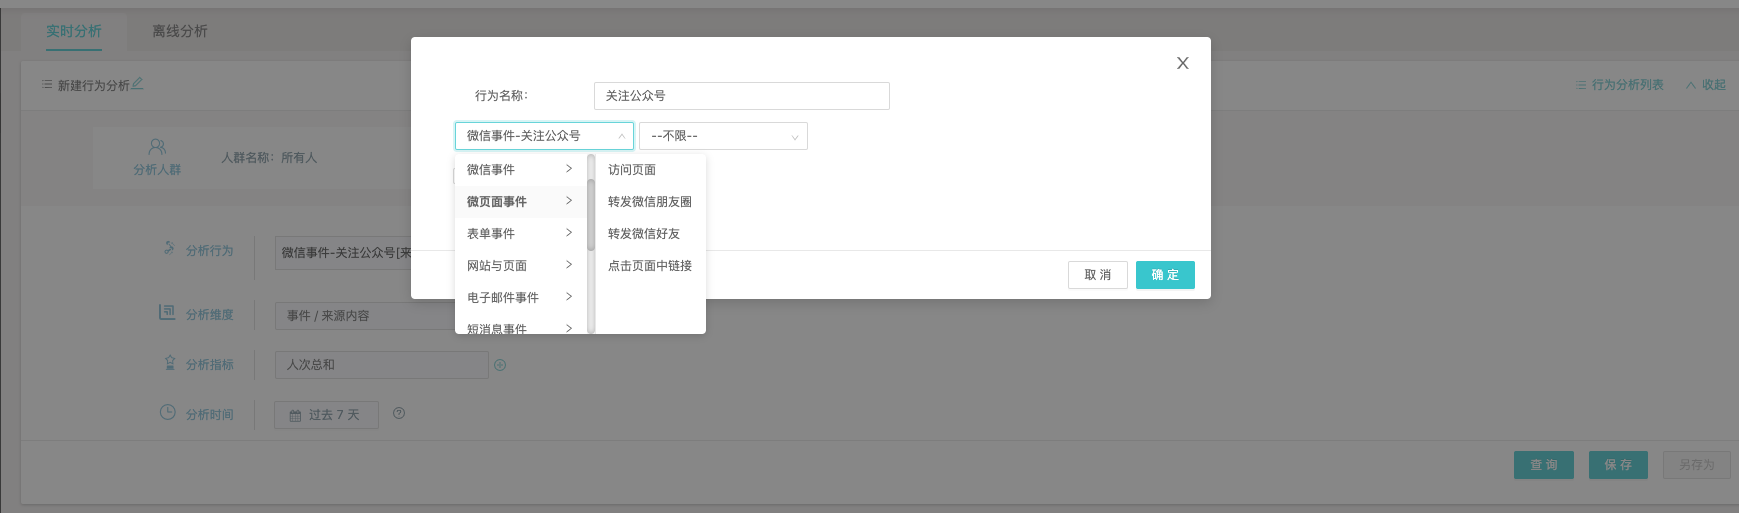 实时分析
离线分析
新建行为分析
行为分析列表
收起
行为名称：
关注公众号
微信事件-关注公众号
--不限--
分析人群
人群名称：所有人
微信事件
微页面事件
表单事件
网站与页面
电子邮件事件
短消息事件
访问页面
转发微信朋友圈
转发微信好友
点击页面中链接
分析行为
微信事件-关注公众号[来
取 消
确 定
分析维度
事件 / 来源内容
分析指标
人次总和
分析时间
过去 7 天
查 询
保 存
另存为